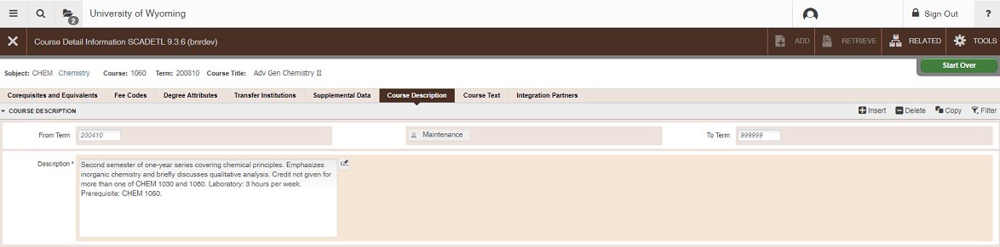 2
University of Wyoming
Sign Out
?
Course Detail Information SCADETL 9.3.6 (bnrdev)
ADD
RETRIEVE
RELATED
TOOLS
Start Over
Subject: CHEM Chemistry Course: 1060 Term: 200810 Course Title: Adv Gen Chemistry II
Corequisites and Equivalents Fee Codes Degree Attributes Transfer Institutions Supplemental Data Course Description Course Text Integration Partners
COURSE DESCRIPTION
Insert Delete Copy Filter
From Term 200410 Maintenance To Term 999999
Description *
Second semester of one-year series covering chemical principles. Emphasizes
inorganic chemistry and briefly discusses qualitative analysis. Credit not given for
more than one of CHEM 1030 and 1060. Laboratory: 3 hours per week.
Prerequisite: CHEM 1050.